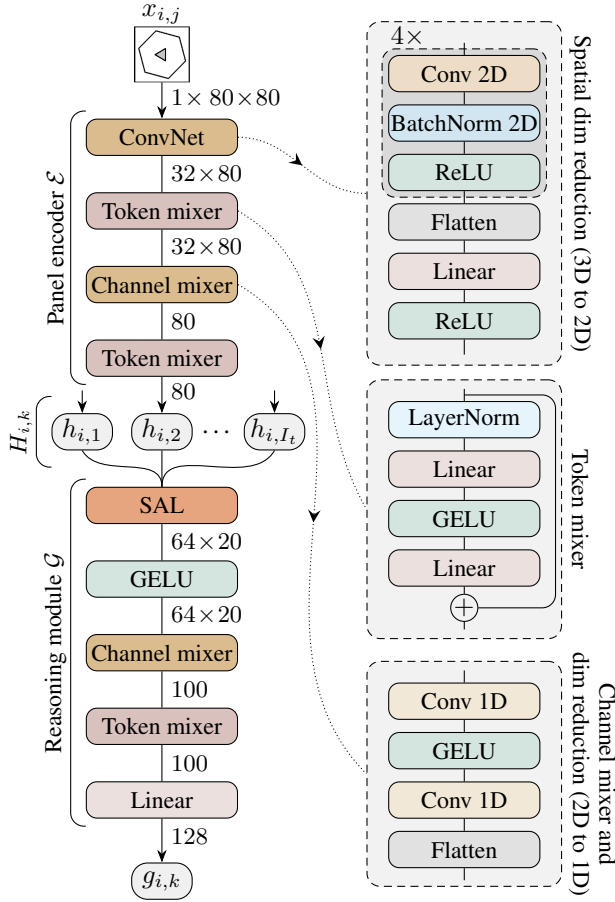 x_{i,j}
1 × 80 × 80
ConvNet
32 × 80
Token mixer
32 × 80
Channel mixer
80
Token mixer
80
Panel encoder ℰ
H_{i,k}
h_{i,1}
h_{i,2}
...
h_{i,I_t}
SAL
64 × 20
GELU
64 × 20
Channel mixer
100
Token mixer
100
Linear
128
g_{i,k}
Reasoning module 𝒢
4×
Conv 2D
BatchNorm 2D
ReLU
Flatten
Linear
ReLU
Spatial dim reduction (3D to 2D)
LayerNorm
Linear
GELU
Linear
+
Token mixer
Conv 1D
GELU
Conv 1D
Flatten
Channel mixer and
dim reduction (2D to 1D)